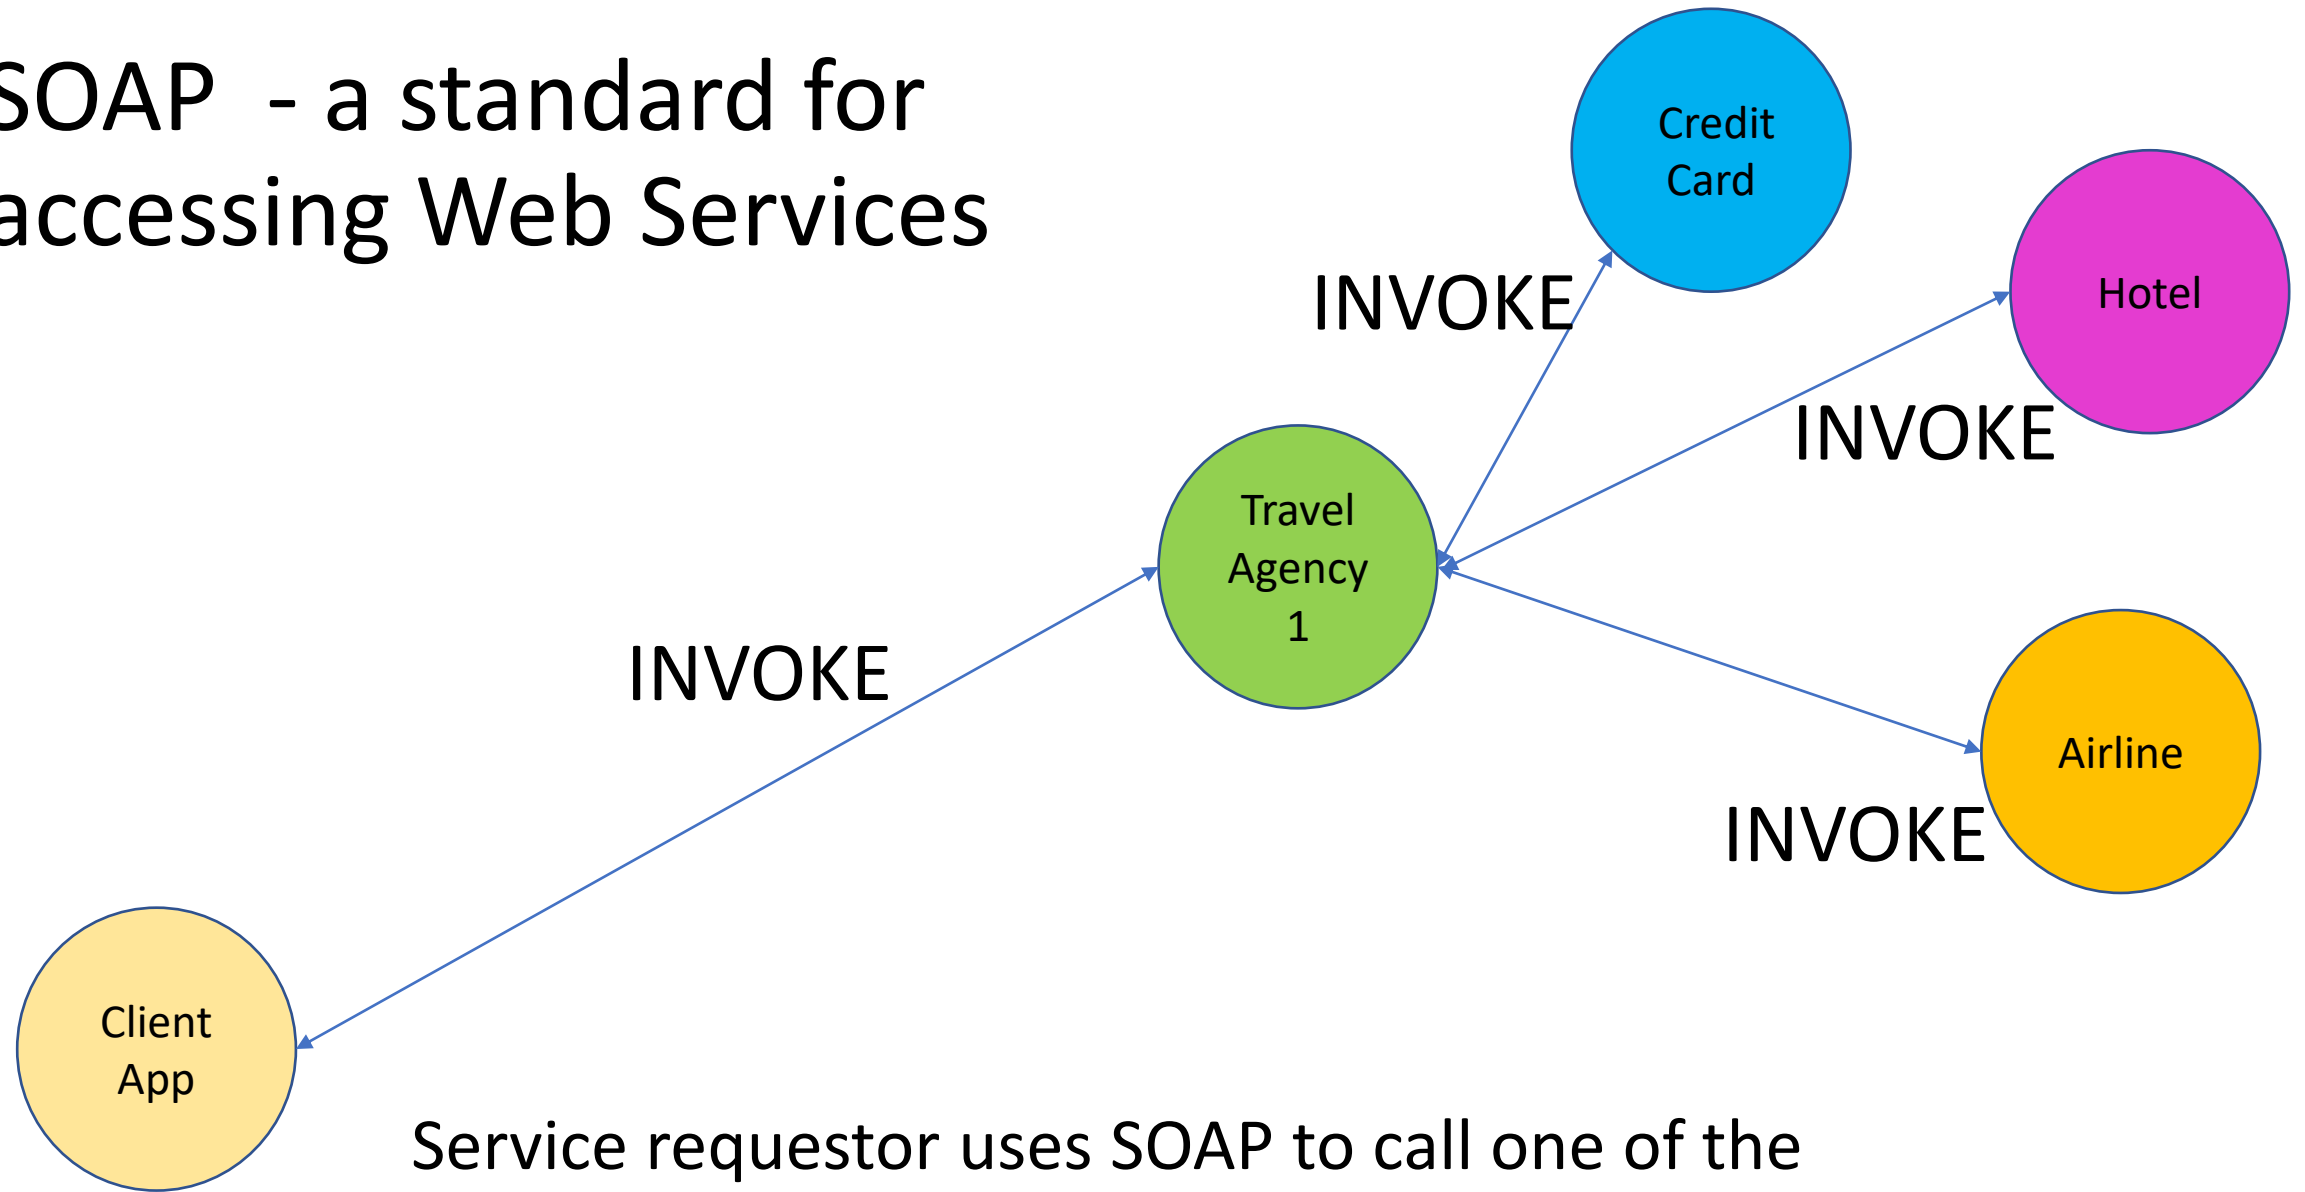 SOAP  - a standard for
accessing Web Services
Credit
Card
Hotel
INVOKE
INVOKE
Travel
Agency
1
INVOKE
Airline
INVOKE
Client
App
Service requestor uses SOAP to call one of the